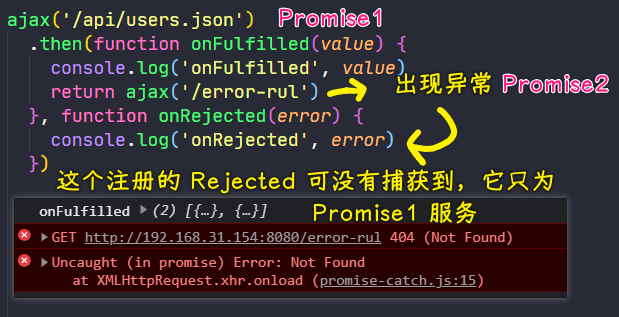 ajax('/api/users.json') Promise1
.then(function onFulfilled(value) {
console.log('onFulfilled', value)
return ajax('/error-rul') 出现异常 Promise2
}, function onRejected(error) {
console.log('onRejected', error)
})
这个注册的 Rejected 可没有捕获到，它只为
Promise1 服务
onFulfilled ▶ (2) [{…}, {…}]
▶ GET http://192.168.31.154:8080/error-rul 404 (Not Found)
▶ Uncaught (in promise) Error: Not Found
at XMLHttpRequest.xhr.onload (promise-catch.js:15)